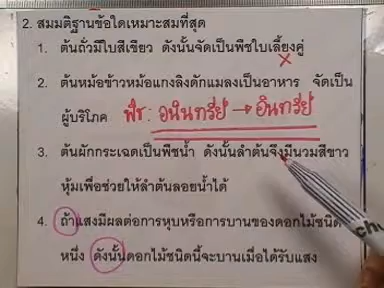 2. สมมติฐานข้อใดเหมาะสมที่สุด
1. ต้นถั่วมีใบสีเขียว ดังนั้นจัดเป็นพืชใบเลี้ยงคู่
2. ต้นหม้อข้าวหม้อแกงลิงดักแมลงเป็นอาหาร จัดเป็น
ผู้บริโภค พืช: อนินทรีย์ → อินทรีย์
3. ต้นผักกระเฉดเป็นพืชน้ำ ดังนั้นลำต้นจึงมีนวมสีขาว
หุ้มเพื่อช่วยให้ลำต้นลอยน้ำได้
4. ถ้าแสงมีผลต่อการหุบหรือการบานของดอกไม้ชนิด
หนึ่ง ดังนั้นดอกไม้ชนิดนี้จะบานเมื่อได้รับแสง